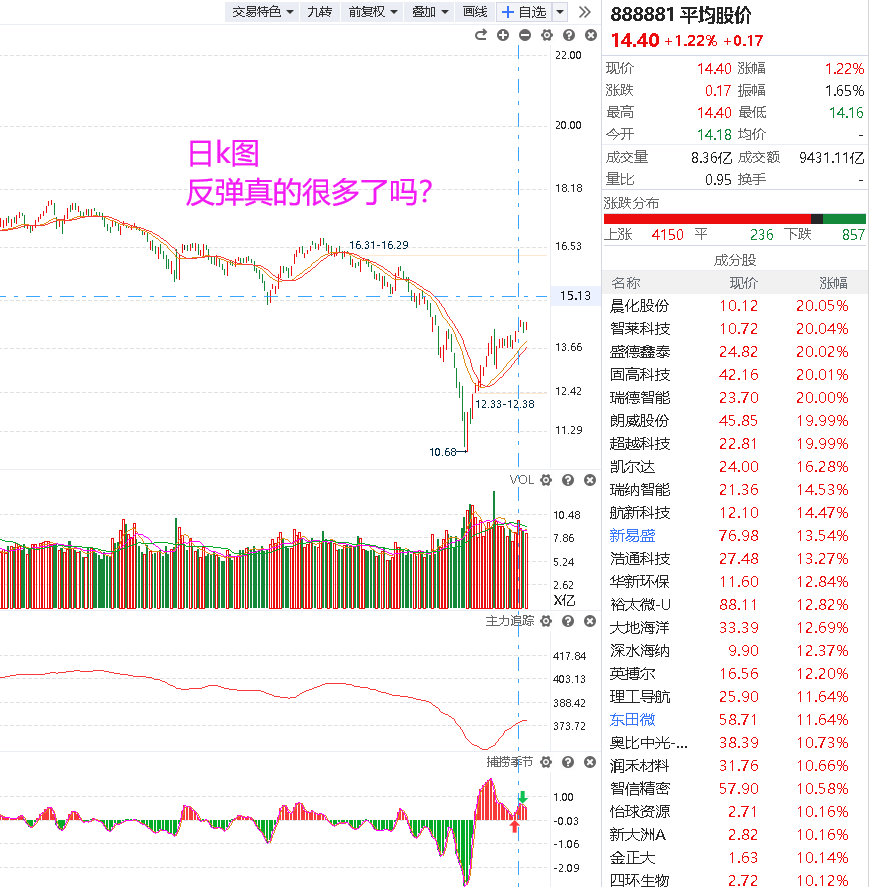 交易特色 九转 前复权 叠加 画线 + 自选
22.00
20.00
18.18
16.53
15.13
13.66
12.42
11.29
日k图
反弹真的很多了吗?
16.31-16.29
12.33-12.38
10.68
VOL
10.48
7.86
5.24
2.62
X亿
主力追踪
417.84
403.13
388.42
373.72
捕捞季节
1.00
-0.03
-1.06
-2.09
888881 平均股价
14.40 +1.22% +0.17
现价 14.40 涨幅 1.22%
涨跌 0.17 振幅 1.65%
最高 14.40 最低 14.16
今开 14.18 均价 -
成交量 8.36亿 成交额 9431.11亿
量比 0.95 换手 -
涨跌分布
上涨 4150 平 236 下跌 857
成分股
名称 现价 涨幅
晨化股份 10.12 20.05%
智莱科技 10.72 20.04%
盛德鑫泰 24.82 20.02%
固高科技 42.16 20.01%
瑞德智能 23.70 20.00%
朗威股份 45.85 19.99%
超越科技 22.81 19.99%
凯尔达 24.00 16.28%
瑞纳智能 21.36 14.53%
航新科技 12.10 14.47%
新易盛 76.98 13.54%
浩通科技 27.48 13.27%
华新环保 11.60 12.84%
裕太微-U 88.11 12.82%
大地海洋 33.39 12.69%
深水海纳 9.90 12.37%
英搏尔 16.56 12.20%
理工导航 25.90 11.64%
东田微 58.71 11.64%
奥比中光-... 38.39 10.73%
润禾材料 31.76 10.66%
智信精密 57.90 10.58%
怡球资源 2.71 10.16%
新大洲A 2.82 10.16%
金正大 1.63 10.14%
四环生物 2.72 10.12%